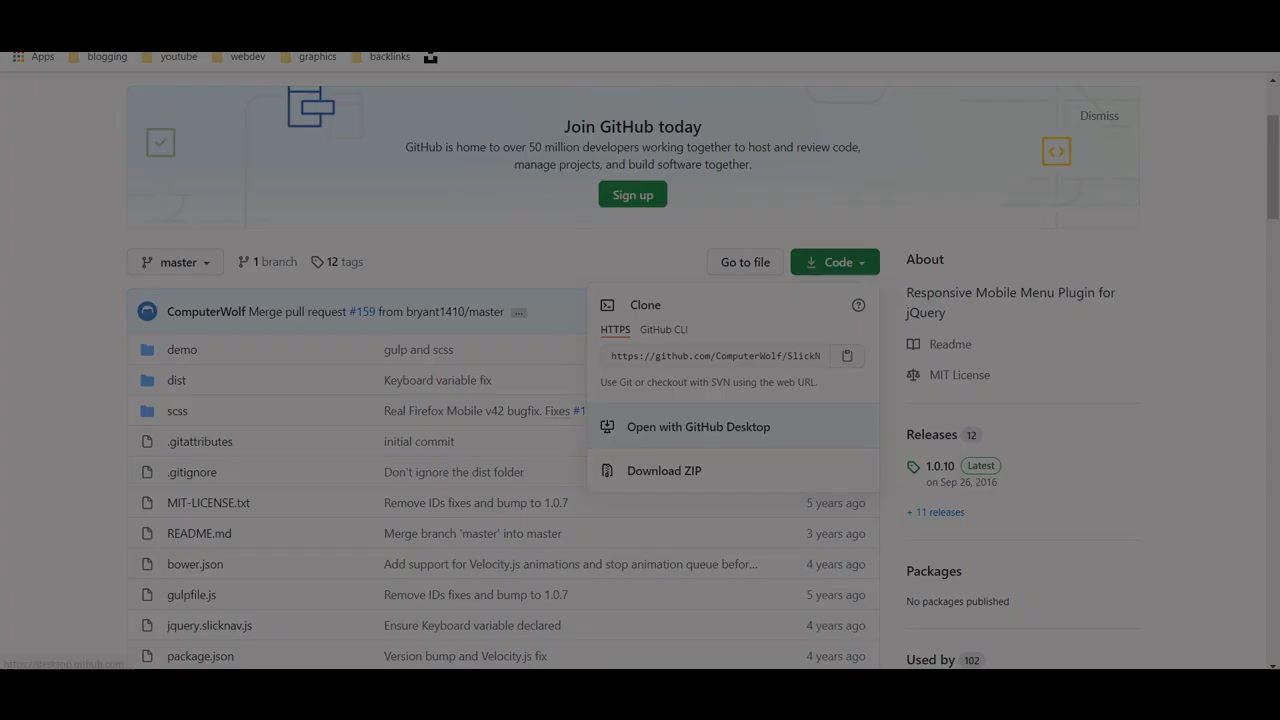 Apps blogging youtube webdev graphics backlinks
Join GitHub today
Dismiss
GitHub is home to over 50 million developers working together to host and review code,
manage projects, and build software together.
Sign up
master 1 branch 12 tags Go to file Code
ComputerWolf Merge pull request #159 from bryant1410/master ...
demo gulp and scss
dist Keyboard variable fix
scss Real Firefox Mobile v42 bugfix. Fixes #1
.gitattributes initial commit
.gitignore Don't ignore the dist folder
MIT-LICENSE.txt Remove IDs fixes and bump to 1.0.7 5 years ago
README.md Merge branch 'master' into master 3 years ago
bower.json Add support for Velocity.js animations and stop animation queue befor... 4 years ago
gulpfile.js Remove IDs fixes and bump to 1.0.7 5 years ago
jquery.slicknav.js Ensure Keyboard variable declared 4 years ago
package.json Version bump and Velocity.js fix 4 years ago
Clone
HTTPS GitHub CLI
https://github.com/ComputerWolf/SlickN
Use Git or checkout with SVN using the web URL.
Open with GitHub Desktop
Download ZIP
About
Responsive Mobile Menu Plugin for
jQuery
Readme
MIT License
Releases 12
1.0.10 Latest
on Sep 26, 2016
+ 11 releases
Packages
No packages published
Used by 102
https://desktop.github.com